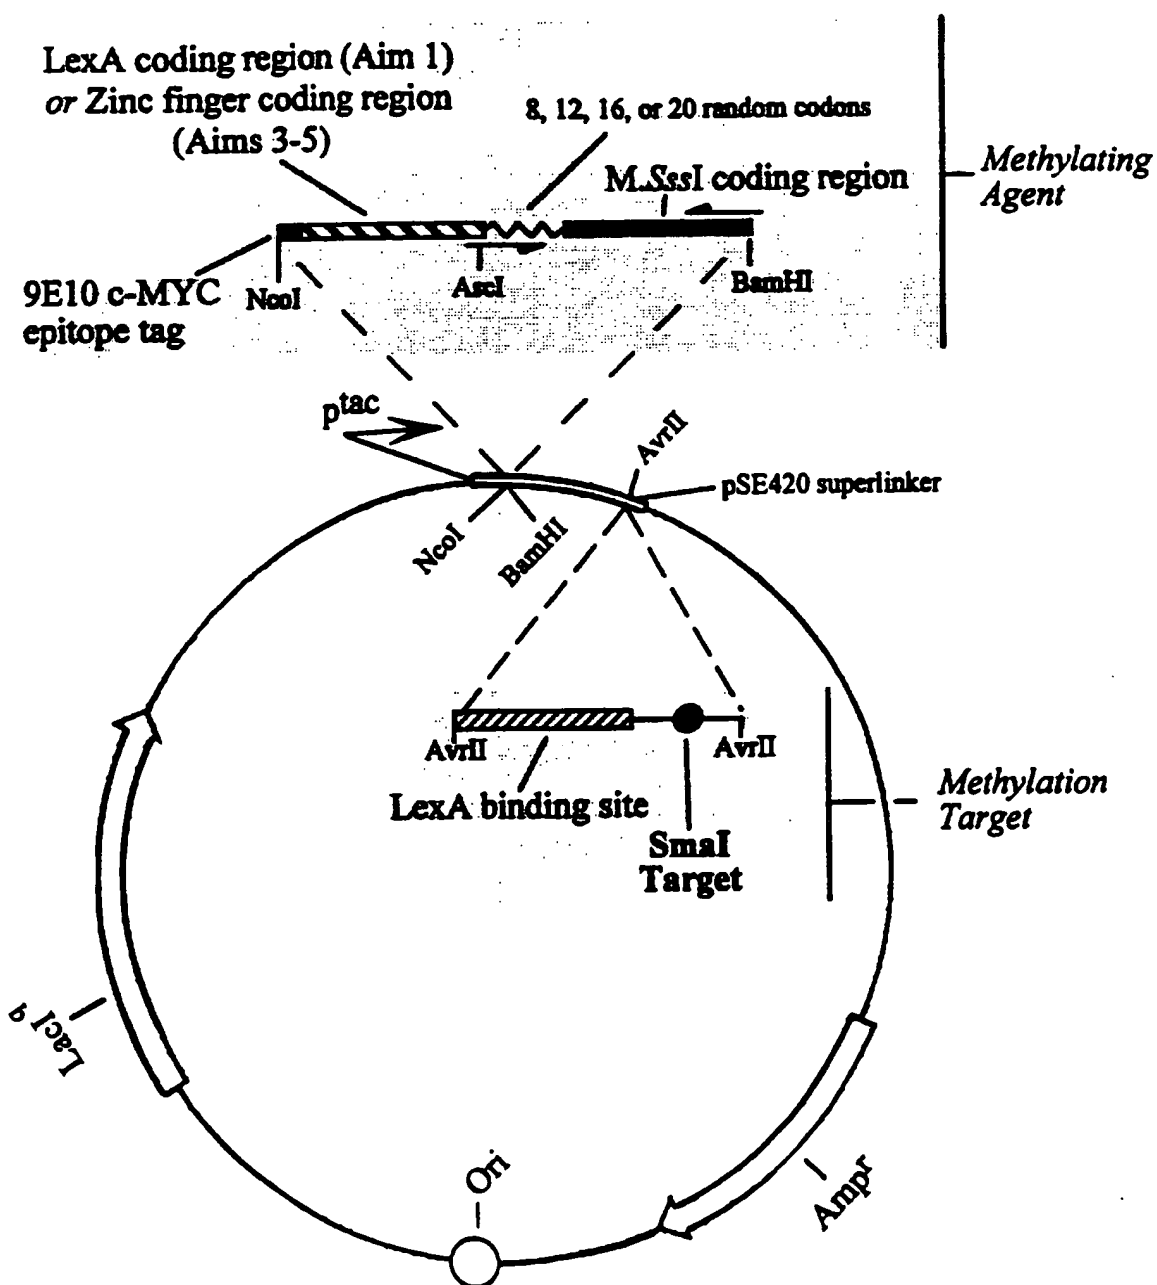 LexA coding region (Aim 1)
or Zinc finger coding region
(Aims 3-5)
8, 12, 16, or 20 random codons
M.SssI coding region
Methylating
Agent
9E10 c-MYC
epitope tag
NcoI
AscI
BamHI
ptac
AvrII
pSE420 superlinker
NcoI
BamHI
AvrII
AvrII
LexA binding site
SmaI
Target
Methylation
Target
LacI q
Ori
Ampr